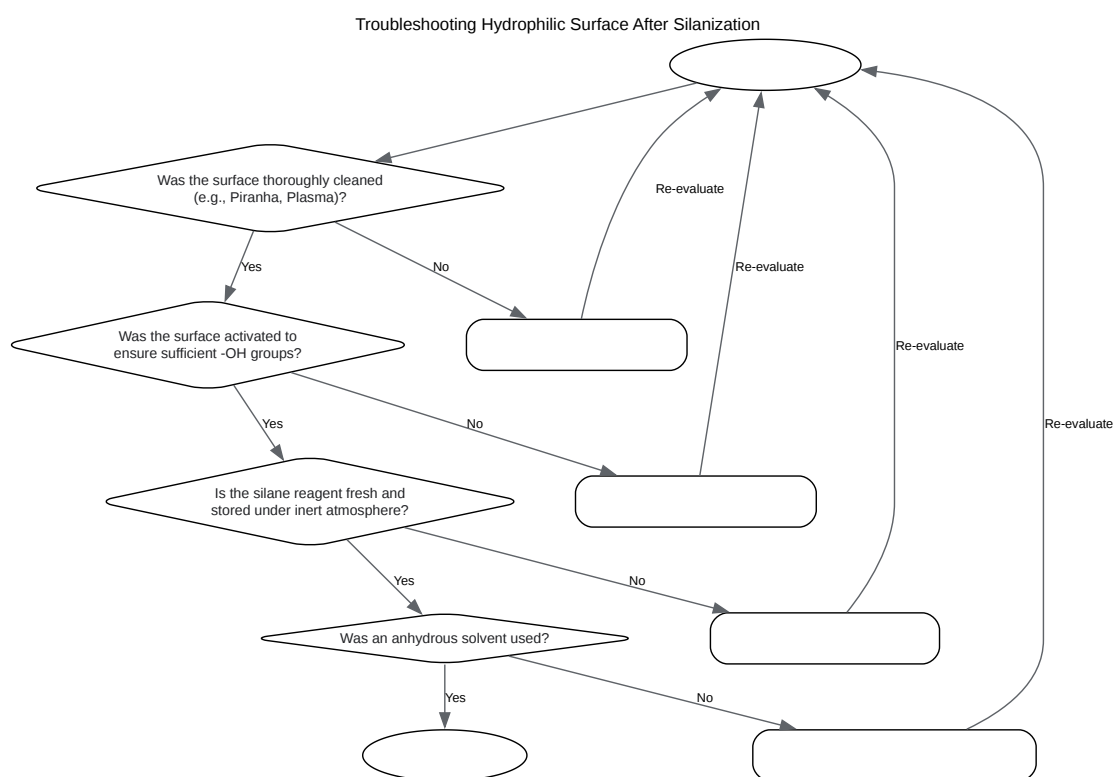 Troubleshooting Hydrophilic Surface After Silanization
Was the surface thoroughly cleaned
(e.g., Piranha, Plasma)?
Re-evaluate
Yes
No
Re-evaluate
Was the surface activated to
ensure sufficient -OH groups?
Re-evaluate
Yes
No
Re-evaluate
Is the silane reagent fresh and
stored under inert atmosphere?
Yes
No
Was an anhydrous solvent used?
Yes
No